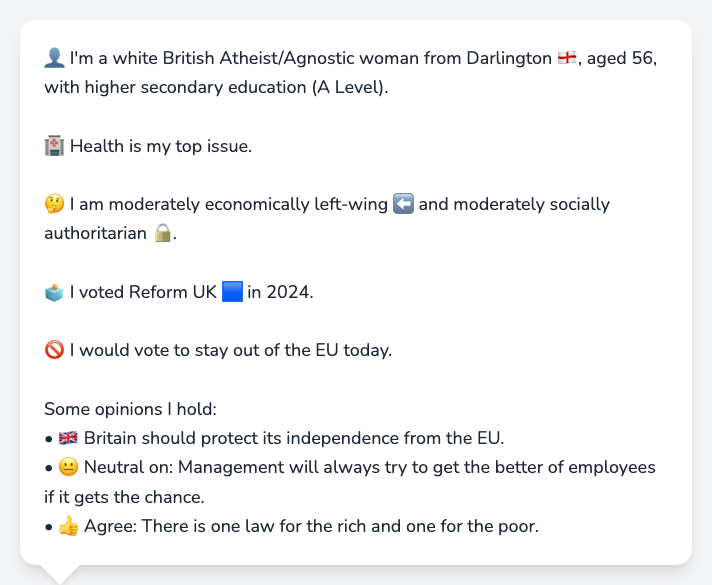 👤 I'm a white British Atheist/Agnostic woman from Darlington 🏴󠁧󠁢󠁥󠁮󠁧󠁿, aged 56,
with higher secondary education (A Level).
🏥 Health is my top issue.
🤔 I am moderately economically left-wing ⬅️ and moderately socially
authoritarian 🔒.
🗳️ I voted Reform UK 🟦 in 2024.
🚫 I would vote to stay out of the EU today.
Some opinions I hold:
• 🇬🇧 Britain should protect its independence from the EU.
• 😐 Neutral on: Management will always try to get the better of employees
if it gets the chance.
• 👍 Agree: There is one law for the rich and one for the poor.